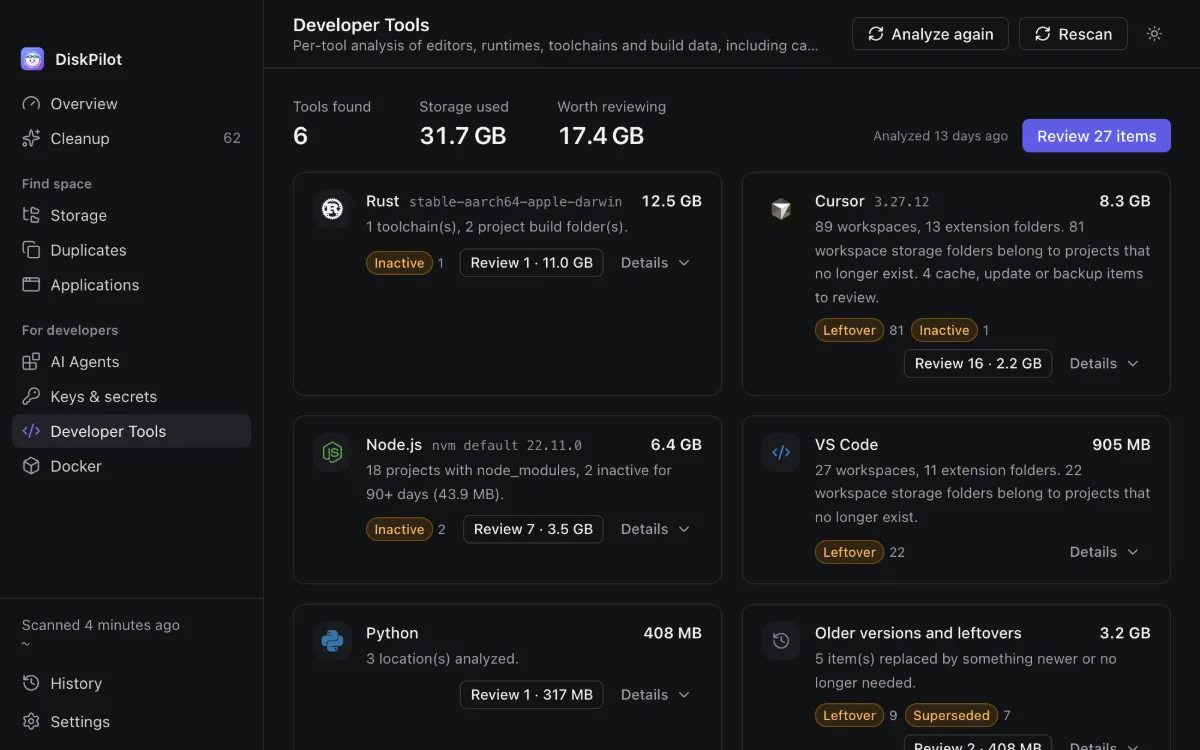 DiskPilot
Overview
Cleanup 62
Find space
Storage
Duplicates
Applications
For developers
AI Agents
Keys & secrets
Developer Tools
Docker
Scanned 4 minutes ago
~
History
Settings
Developer Tools
Per-tool analysis of editors, runtimes, toolchains and build data, including ca...
Analyze again
Rescan
Tools found
6
Storage used
31.7 GB
Worth reviewing
17.4 GB
Analyzed 13 days ago
Review 27 items
Rust stable-aarch64-apple-darwin 12.5 GB
1 toolchain(s), 2 project build folder(s).
Inactive 1 Review 1 · 11.0 GB Details
Cursor 3.27.12 8.3 GB
89 workspaces, 13 extension folders. 81
workspace storage folders belong to projects that
no longer exist. 4 cache, update or backup items
to review.
Leftover 81 Inactive 1
Review 16 · 2.2 GB Details
Node.js nvm default 22.11.0 6.4 GB
18 projects with node_modules, 2 inactive for
90+ days (43.9 MB).
Inactive 2 Review 7 · 3.5 GB Details
VS Code 905 MB
27 workspaces, 11 extension folders. 22
workspace storage folders belong to projects that
no longer exist.
Leftover 22 Details
Python 408 MB
3 location(s) analyzed.
Review 1 · 317 MB Details
Older versions and leftovers 3.2 GB
5 item(s) replaced by something newer or no
longer needed.
Leftover 9 Superseded 7
Review 2 · 408 MB Details